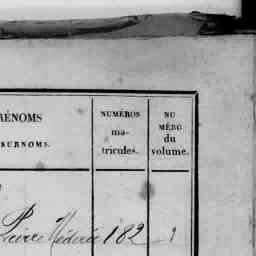 RÉNOMS
SURNOMS.
NUMÉROS
ma-
tricules.
NU
MÉRO
du
volume.
Pierre Médéric 182 1